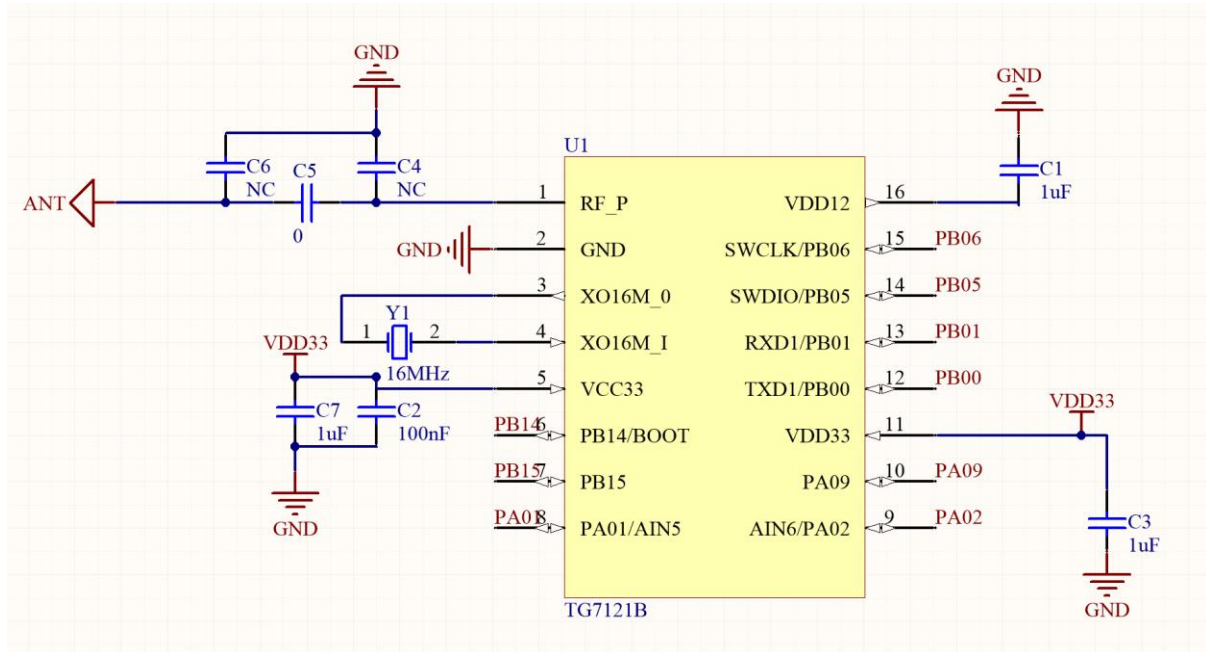 GND
GND
U1
C6
C5
C4
C1
NC
NC
1uF
ANT
0
1
RF_P
VDD12
16
GND
2
GND
SWCLK/PB06
15
PB06
3
XO16M_0
SWDIO/PB05
14
PB05
Y1
1
2
4
XO16M_I
RXD1/PB01
13
PB01
VDD33
16MHz
5
VCC33
TXD1/PB00
12
PB00
C7
C2
VDD33
1uF
100nF
PB14
6
PB14/BOOT
VDD33
11
PB15
7
PB15
PA09
10
PA09
GND
PA01
8
PA01/AIN5
AIN6/PA02
9
PA02
C3
1uF
TG7121B
GND